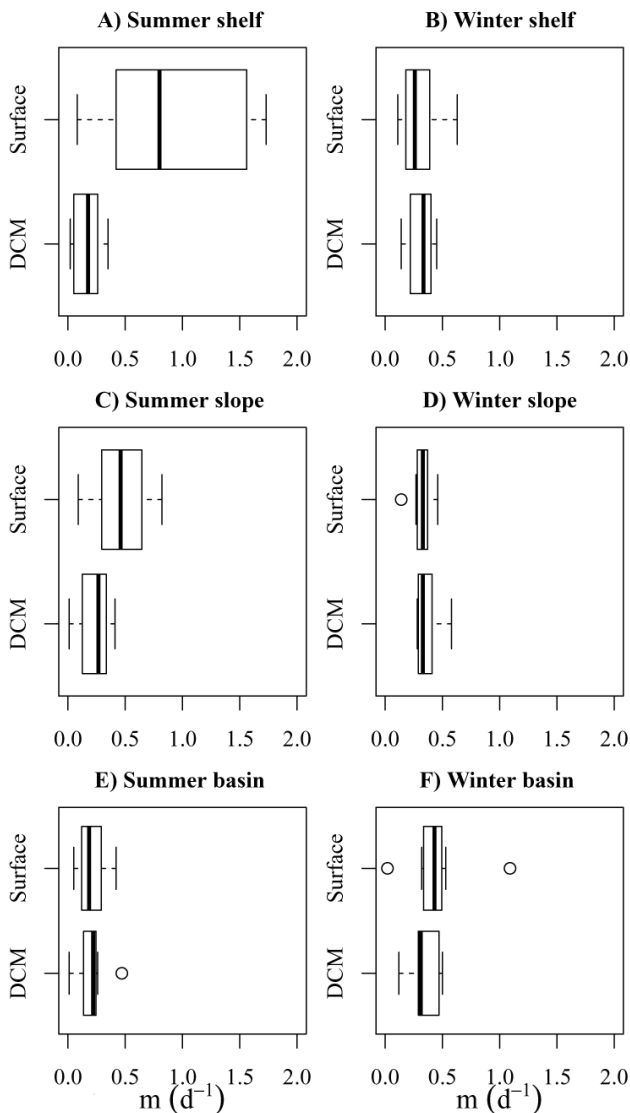 A) Summer shelf
Surface
DCM
0.0 0.5 1.0 1.5 2.0
B) Winter shelf
Surface
DCM
0.0 0.5 1.0 1.5 2.0
C) Summer slope
Surface
DCM
0.0 0.5 1.0 1.5 2.0
D) Winter slope
Surface
DCM
0.0 0.5 1.0 1.5 2.0
E) Summer basin
Surface
DCM
0.0 0.5 1.0 1.5 2.0
m (d⁻¹)
F) Winter basin
Surface
DCM
0.0 0.5 1.0 1.5 2.0
m (d⁻¹)